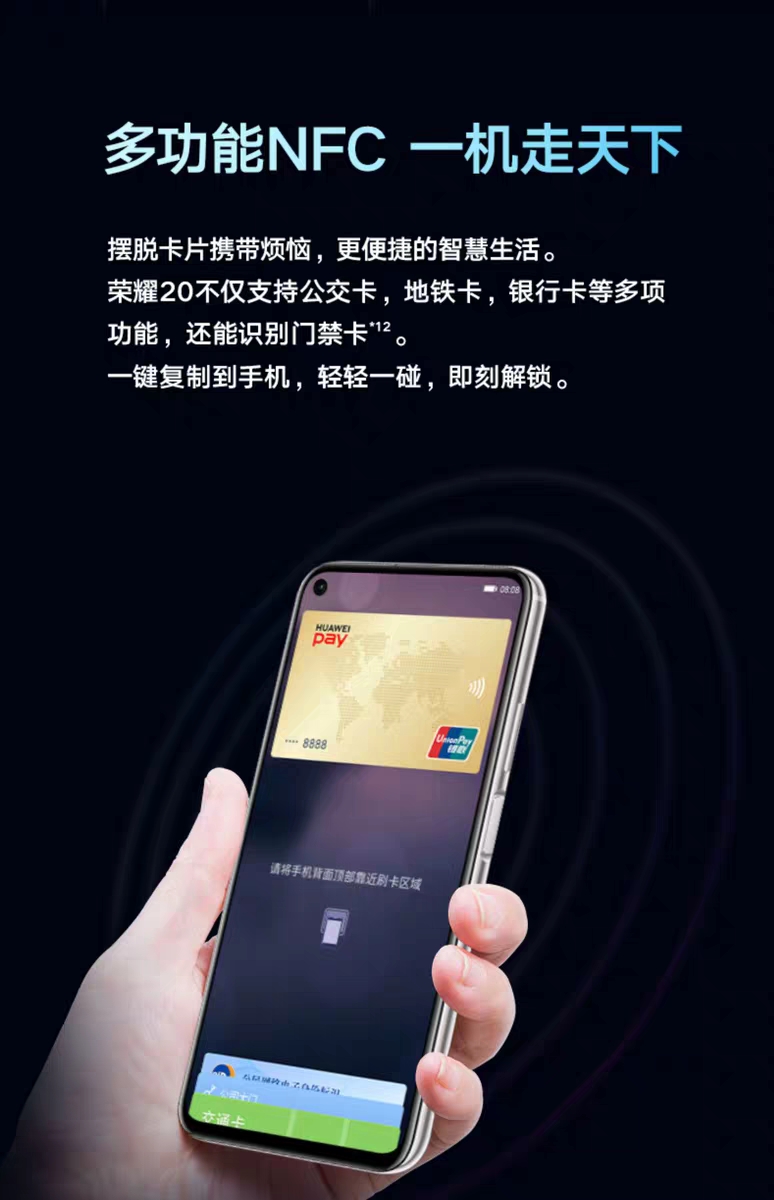 多功能NFC 一机走天下
摆脱卡片携带烦恼，更便捷的智慧生活。
荣耀20不仅支持公交卡，地铁卡，银行卡等多项
功能，还能识别门禁卡*12。
一键复制到手机，轻轻一碰，即刻解锁。
08:08
HUAWEI
pay
•••• 8888
UnionPay
银联
请将手机背面顶部靠近刷卡区域
公司大门
交通卡